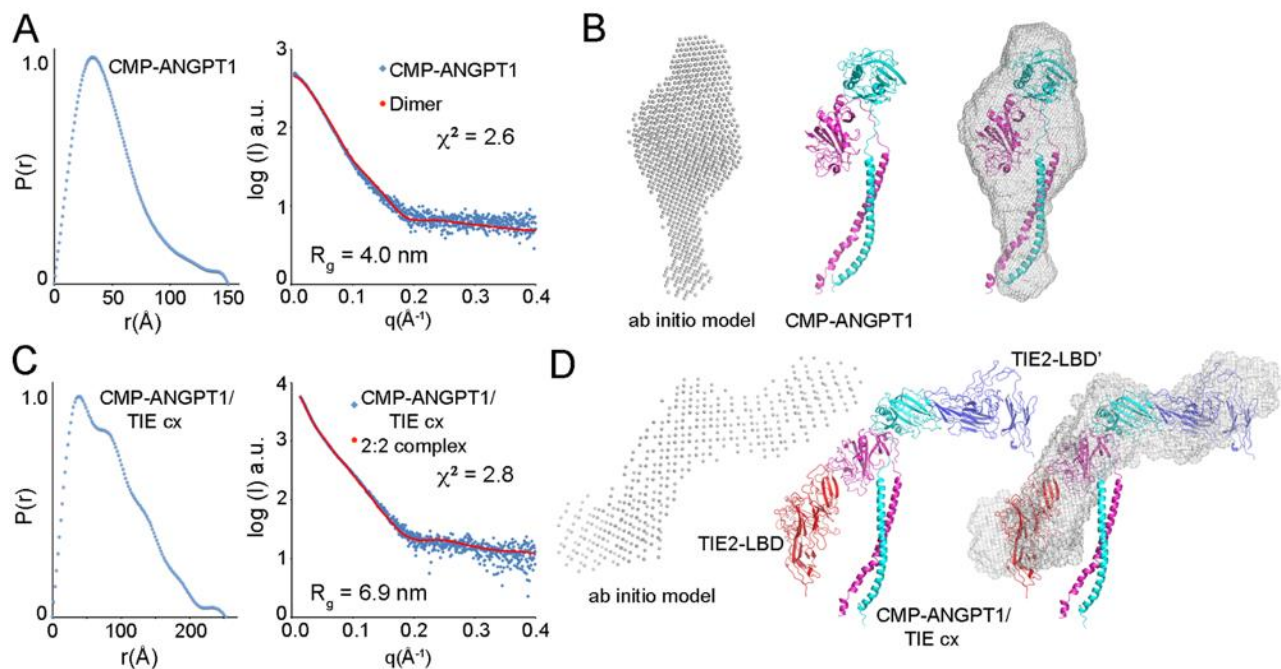 A
1.0
CMP-ANGPT1
P(r)
0
0 50 100 150
r(Å)
3
CMP-ANGPT1
Dimer
χ² = 2.6
log (I) a.u.
2
1
Rg = 4.0 nm
0
0.0 0.1 0.2 0.3 0.4
q(Å⁻¹)
B
ab initio model
CMP-ANGPT1
C
1.0
CMP-ANGPT1/
TIE cx
P(r)
0
0 100 200
r(Å)
4
CMP-ANGPT1/
TIE cx
2:2 complex
χ² = 2.8
log (I) a.u.
3
2
1
Rg = 6.9 nm
0
0.0 0.1 0.2 0.3 0.4
q(Å⁻¹)
D
TIE2-LBD'
TIE2-LBD
ab initio model
CMP-ANGPT1/
TIE cx